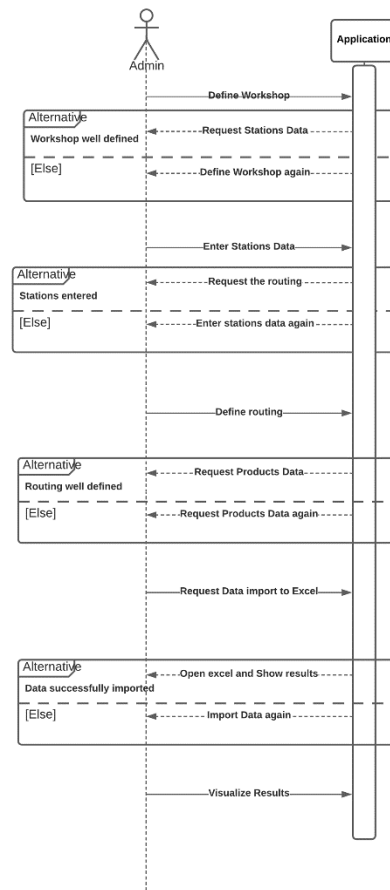 Admin
Application
Define Workshop
Alternative
Request Stations Data
Workshop well defined
[Else]
Define Workshop again
Enter Stations Data
Alternative
Request the routing
Stations entered
[Else]
Enter stations data again
Define routing
Alternative
Request Products Data
Routing well defined
[Else]
Request Products Data again
Request Data import to Excel
Alternative
Open excel and Show results
Data successfully imported
[Else]
Import Data again
Visualize Results